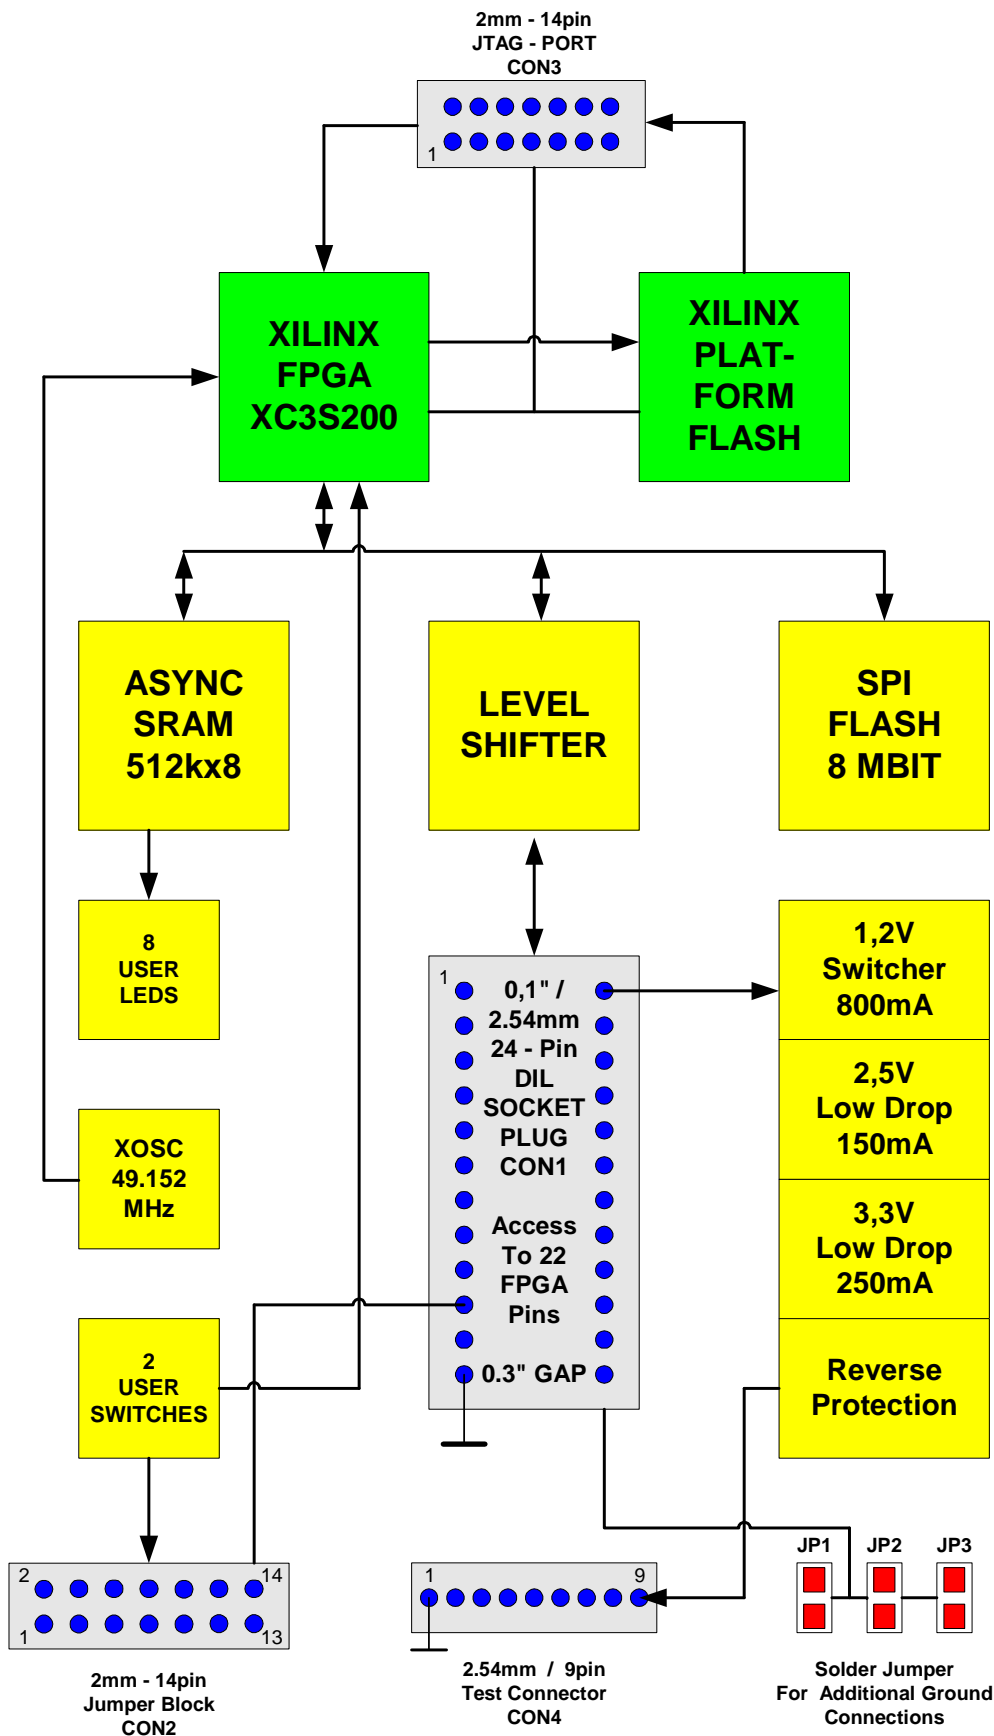 2mm - 14pin
JTAG - PORT
CON3
1
XILINX
FPGA
XC3S200
XILINX
PLAT-
FORM
FLASH
ASYNC
SRAM
512kx8
LEVEL
SHIFTER
SPI
FLASH
8 MBIT
8
USER
LEDS
1
0,1" /
2.54mm
24 - Pin
DIL
SOCKET
PLUG
CON1
Access
To 22
FPGA
Pins
0.3" GAP
1,2V
Switcher
800mA
2,5V
Low Drop
150mA
3,3V
Low Drop
250mA
Reverse
Protection
XOSC
49.152
MHz
2
USER
SWITCHES
2
14
1
13
2mm - 14pin
Jumper Block
CON2
1
9
2.54mm / 9pin
Test Connector
CON4
JP1
JP2
JP3
Solder Jumper
For Additional Ground
Connections